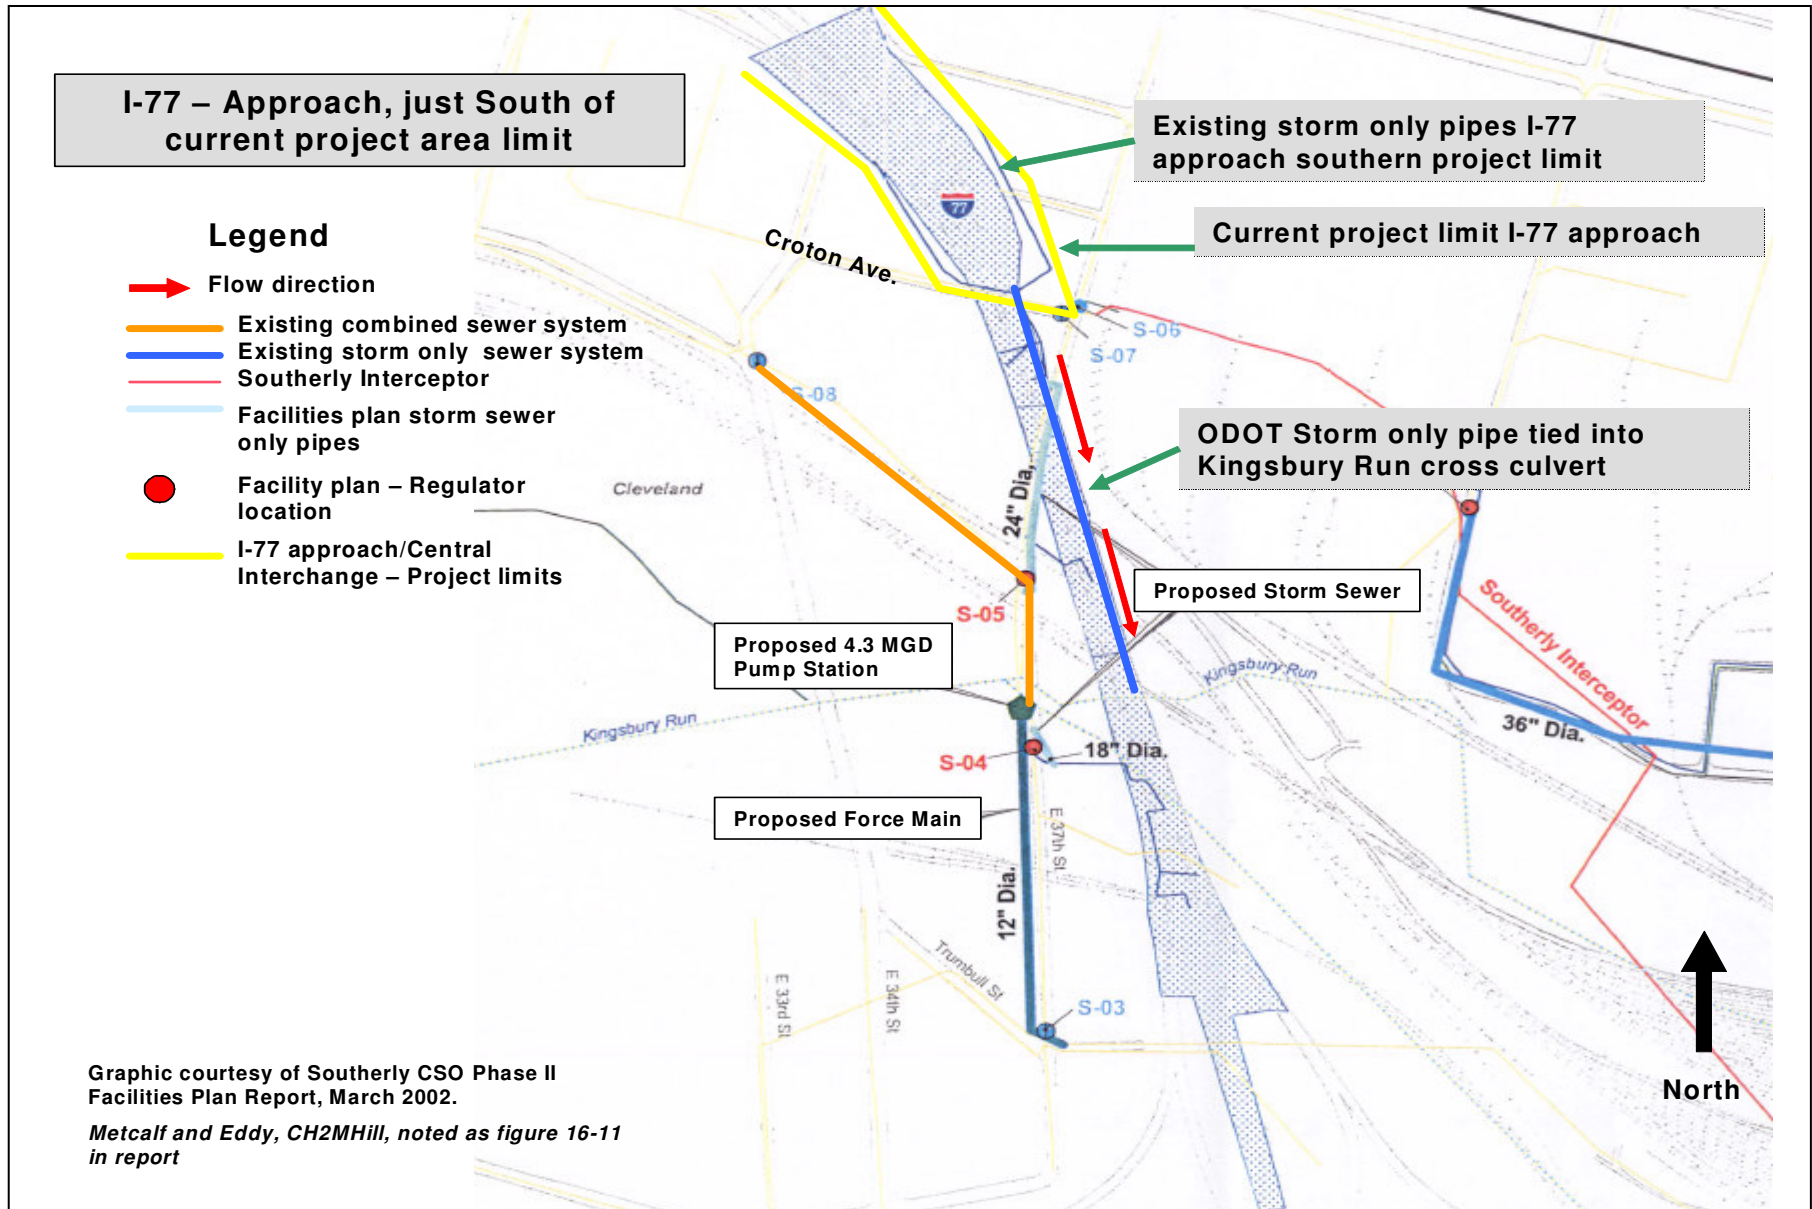 I-77 – Approach, just South of
current project area limit
Existing storm only pipes I-77
approach southern project limit
Current project limit I-77 approach
77
Croton Ave.
Legend
Flow direction
Existing combined sewer system
Existing storm only sewer system
Southerly Interceptor
Facilities plan storm sewer
only pipes
Facility plan – Regulator
location
I-77 approach/Central
Interchange – Project limits
S-06
S-07
S-08
ODOT Storm only pipe tied into
Kingsbury Run cross culvert
Cleveland
24" Dia,
Proposed Storm Sewer
S-05
Southerly Interceptor
Proposed 4.3 MGD
Pump Station
Kingsbury Run
Kingsbury Run
36" Dia.
S-04
18" Dia.
Proposed Force Main
E 37th St
12" Dia.
Trumbull St
E 33rd St
E 34th St
S-03
North
Graphic courtesy of Southerly CSO Phase II
Facilities Plan Report, March 2002.
Metcalf and Eddy, CH2MHill, noted as figure 16-11
in report